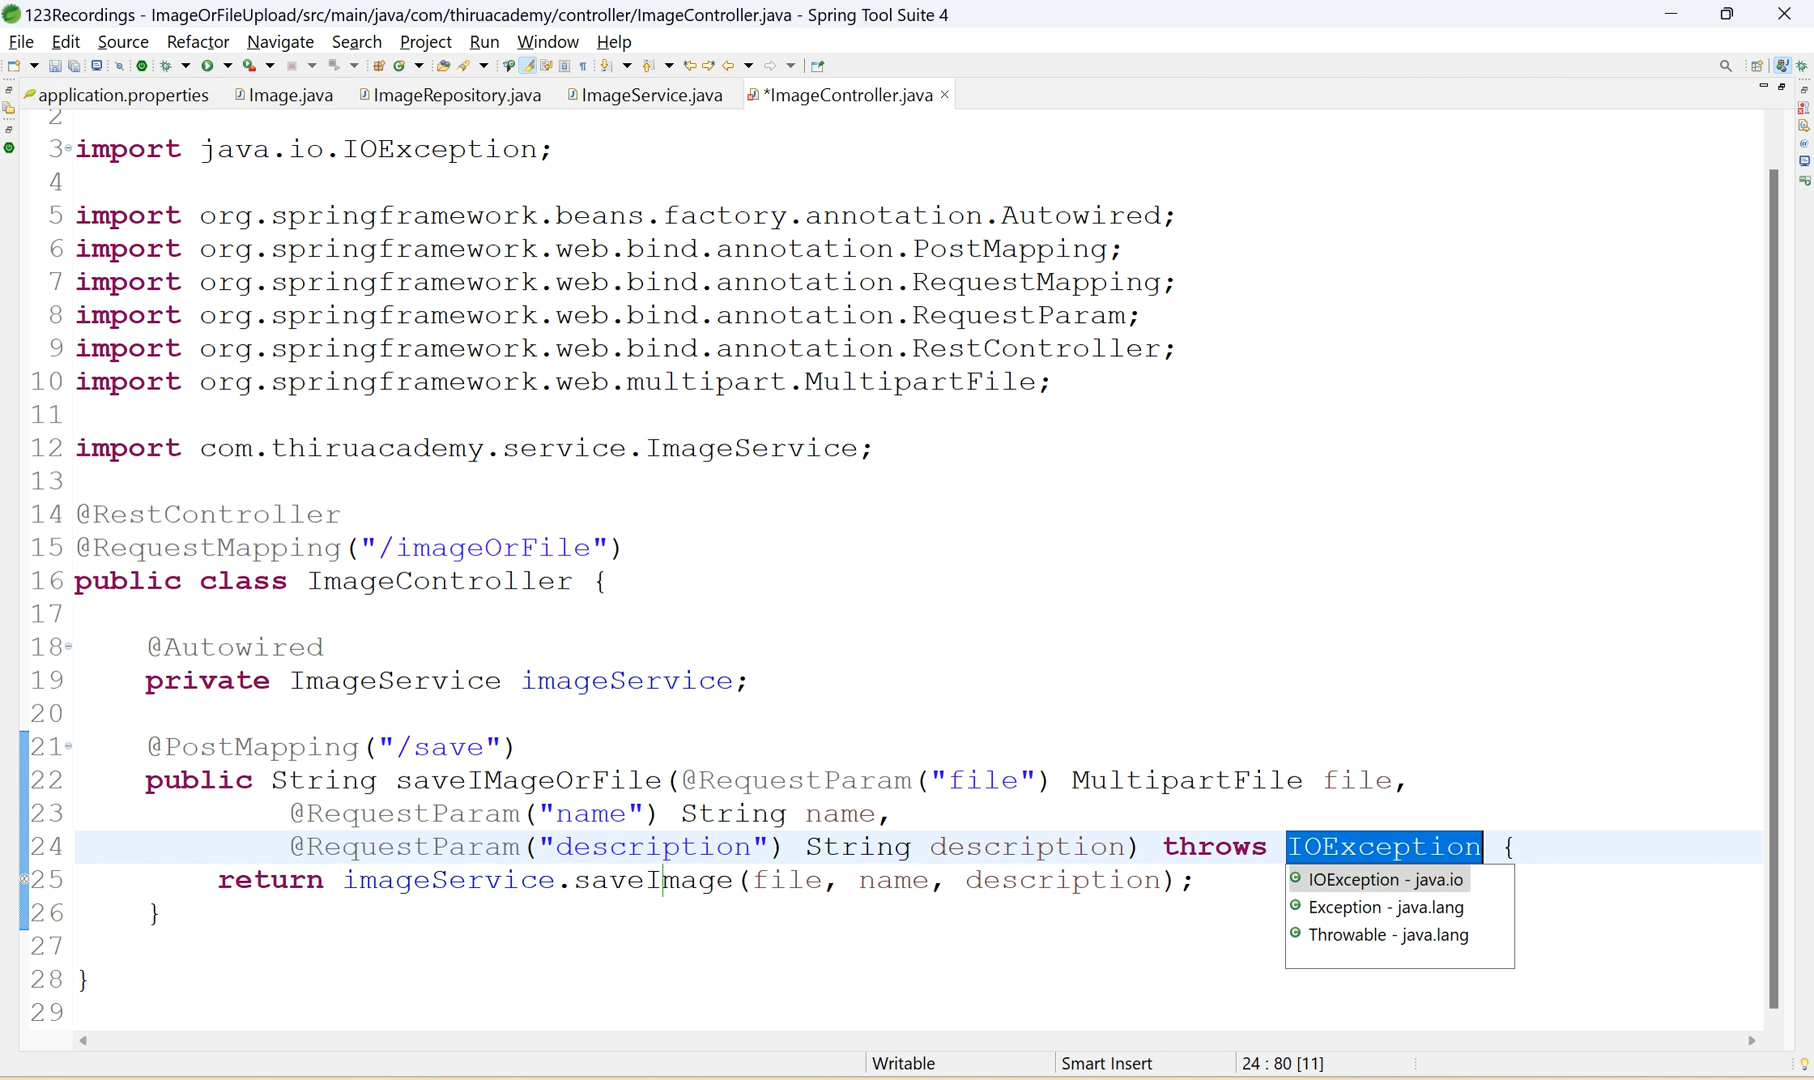 123Recordings - ImageOrFileUpload/src/main/java/com/thiruacademy/controller/ImageController.java - Spring Tool Suite 4
File Edit Source Refactor Navigate Search Project Run Window Help
application.properties Image.java ImageRepository.java ImageService.java *ImageController.java
2
3 import java.io.IOException;
4
5 import org.springframework.beans.factory.annotation.Autowired;
6 import org.springframework.web.bind.annotation.PostMapping;
7 import org.springframework.web.bind.annotation.RequestMapping;
8 import org.springframework.web.bind.annotation.RequestParam;
9 import org.springframework.web.bind.annotation.RestController;
10 import org.springframework.web.multipart.MultipartFile;
11
12 import com.thiruacademy.service.ImageService;
13
14 @RestController
15 @RequestMapping("/imageOrFile")
16 public class ImageController {
17
18 @Autowired
19 private ImageService imageService;
20
21 @PostMapping("/save")
22 public String saveIMageOrFile(@RequestParam("file") MultipartFile file,
23 @RequestParam("name") String name,
24 @RequestParam("description") String description) throws IOException {
25 return imageService.saveImage(file, name, description);
IOException - java.io
26 }
Exception - java.lang
Throwable - java.lang
27
28 }
29
Writable Smart Insert 24 : 80 [11]